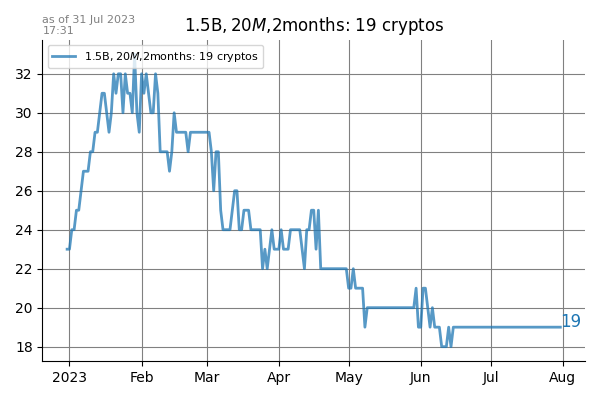 as of 31 Jul 2023
17:31
1.5B,20M,2months: 19 cryptos
1.5B,20M,2months: 19 cryptos
32
30
28
26
24
22
20
18
19
2023 Feb Mar Apr May Jun Jul Aug